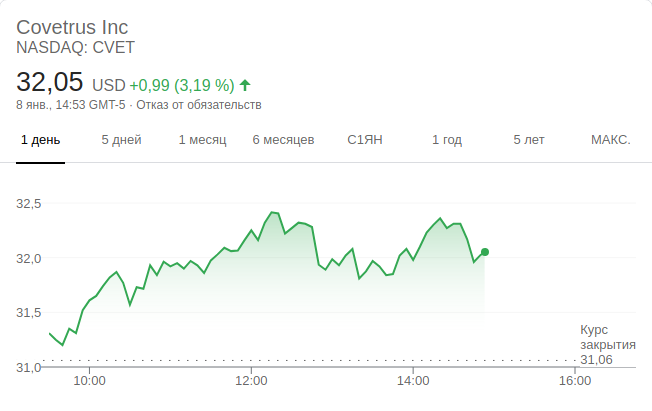 Covetrus Inc
NASDAQ: CVET
32,05 USD +0,99 (3,19 %)
8 янв., 14:53 GMT-5 · Отказ от обязательств
1 день 5 дней 1 месяц 6 месяцев С1ЯН 1 год 5 лет МАКС.
32,5
32,0
31,5
31,0
Курс
закрытия
31,06
10:00 12:00 14:00 16:00